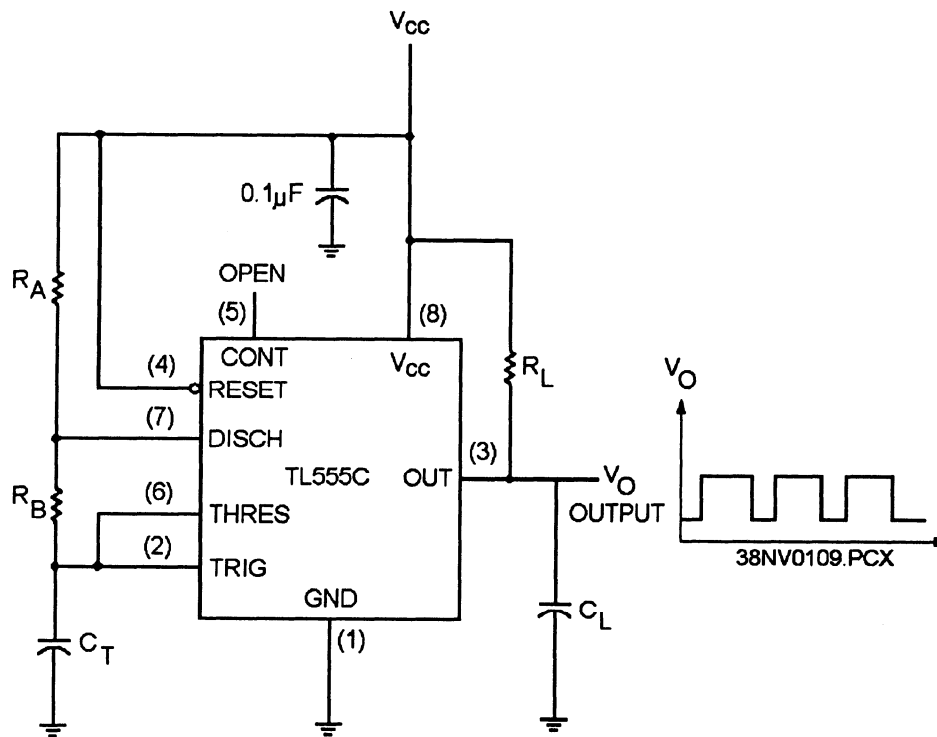 VCC
0.1µF
RA
OPEN
(5)
(8)
CONT
VCC
RL
(4)
RESET
VO
(7)
DISCH
(3)
TL555C
OUT
VO
RB
(6)
THRES
OUTPUT
(2)
TRIG
38NV0109.PCX
GND
(1)
CT
CL